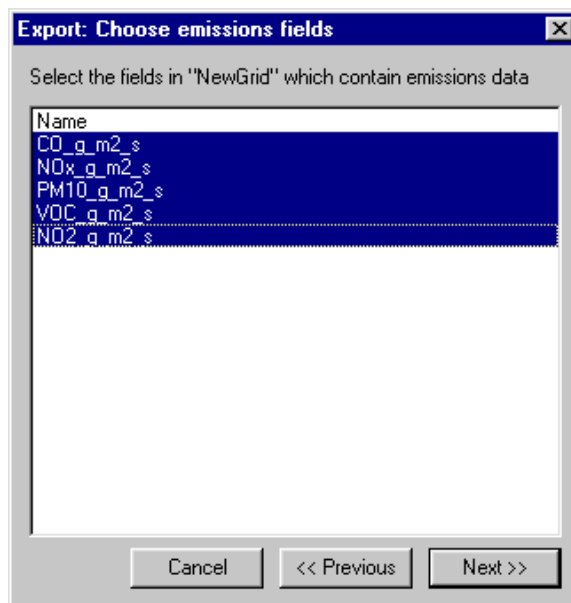 Export: Choose emissions fields
Select the fields in "NewGrid" which contain emissions data
Name
CO_g_m2_s
NOx_g_m2_s
PM10_g_m2_s
VOC_g_m2_s
NO2_g_m2_s
Cancel
<< Previous
Next >>